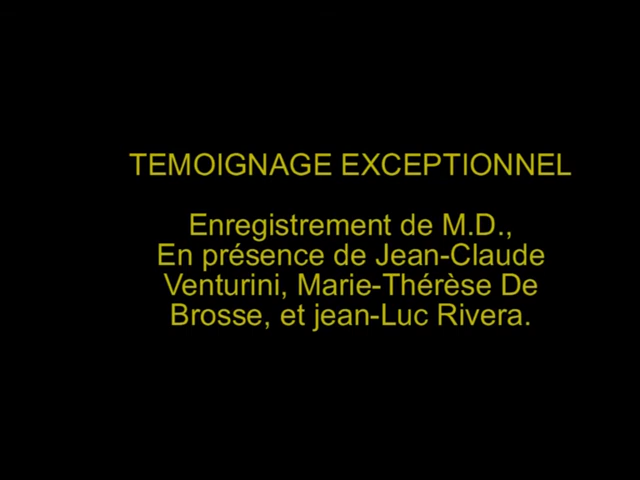 TEMOIGNAGE EXCEPTIONNEL
Enregistrement de M.D.,
En présence de Jean-Claude
Venturini, Marie-Thérèse De
Brosse, et jean-Luc Rivera.